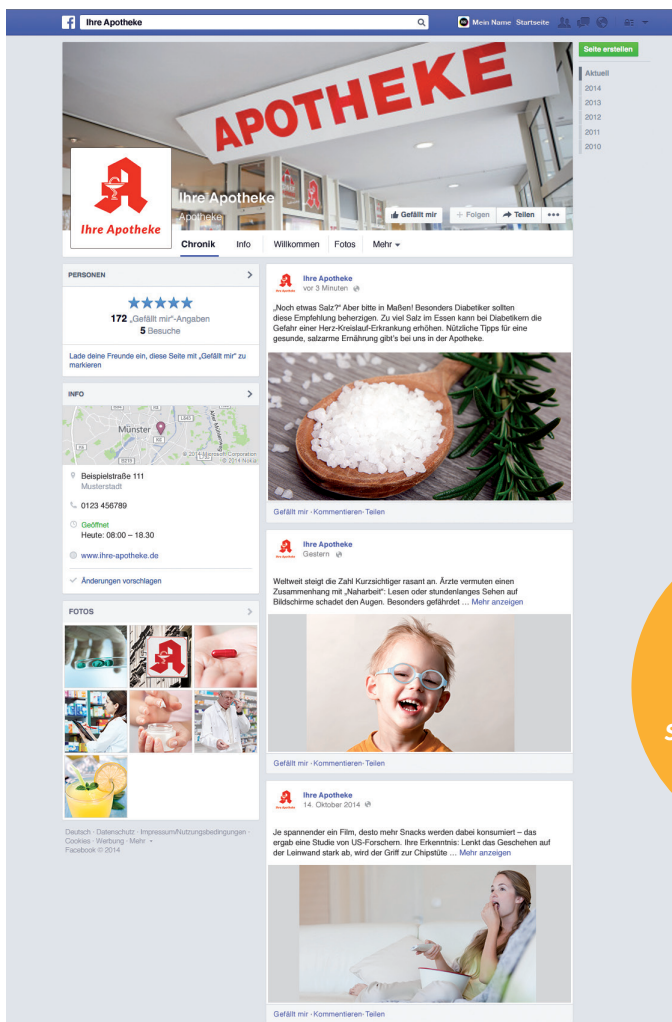 Ihre Apotheke
Mein Name Startseite
Seite erstellen
Aktuell
2014
2013
2012
2011
2010
APOTHEKE
Ihre Apotheke
Ihre Apotheke
Apotheke
Gefällt mir
+ Folgen
Teilen
Chronik Info Willkommen Fotos Mehr
PERSONEN
172 „Gefällt mir"-Angaben
5 Besuche
Lade deine Freunde ein, diese Seite mit „Gefällt mir" zu
markieren
INFO
Münster
© 2014 Microsoft Corporation
© 2014 Nokia
Beispielstraße 111
Musterstadt
0123 456789
Geöffnet
Heute: 08:00 – 18.30
www.ihre-apotheke.de
Änderungen vorschlagen
FOTOS
Deutsch · Datenschutz · Impressum/Nutzungsbedingungen ·
Cookies · Werbung · Mehr
Facebook © 2014
Ihre Apotheke
vor 3 Minuten
„Noch etwas Salz?" Aber bitte in Maßen! Besonders Diabetiker sollten
diese Empfehlung beherzigen. Zu viel Salz im Essen kann bei Diabetikern die
Gefahr einer Herz-Kreislauf-Erkrankung erhöhen. Nützliche Tipps für eine
gesunde, salzarme Ernährung gibt's bei uns in der Apotheke.
Gefällt mir · Kommentieren· Teilen
Ihre Apotheke
Gestern
Weltweit steigt die Zahl Kurzsichtiger rasant an. Ärzte vermuten einen
Zusammenhang mit „Naharbeit": Lesen oder stundenlanges Sehen auf
Bildschirme schadet den Augen. Besonders gefährdet ... Mehr anzeigen
Gefällt mir · Kommentieren· Teilen
Ihre Apotheke
14. Oktober 2014
Je spannender ein Film, desto mehr Snacks werden dabei konsumiert – das
ergab eine Studie von US-Forschern. Ihre Erkenntnis: Lenkt das Geschehen auf
der Leinwand stark ab, wird der Griff zur Chipstüte ... Mehr anzeigen
Gefällt mir · Kommentieren· Teilen